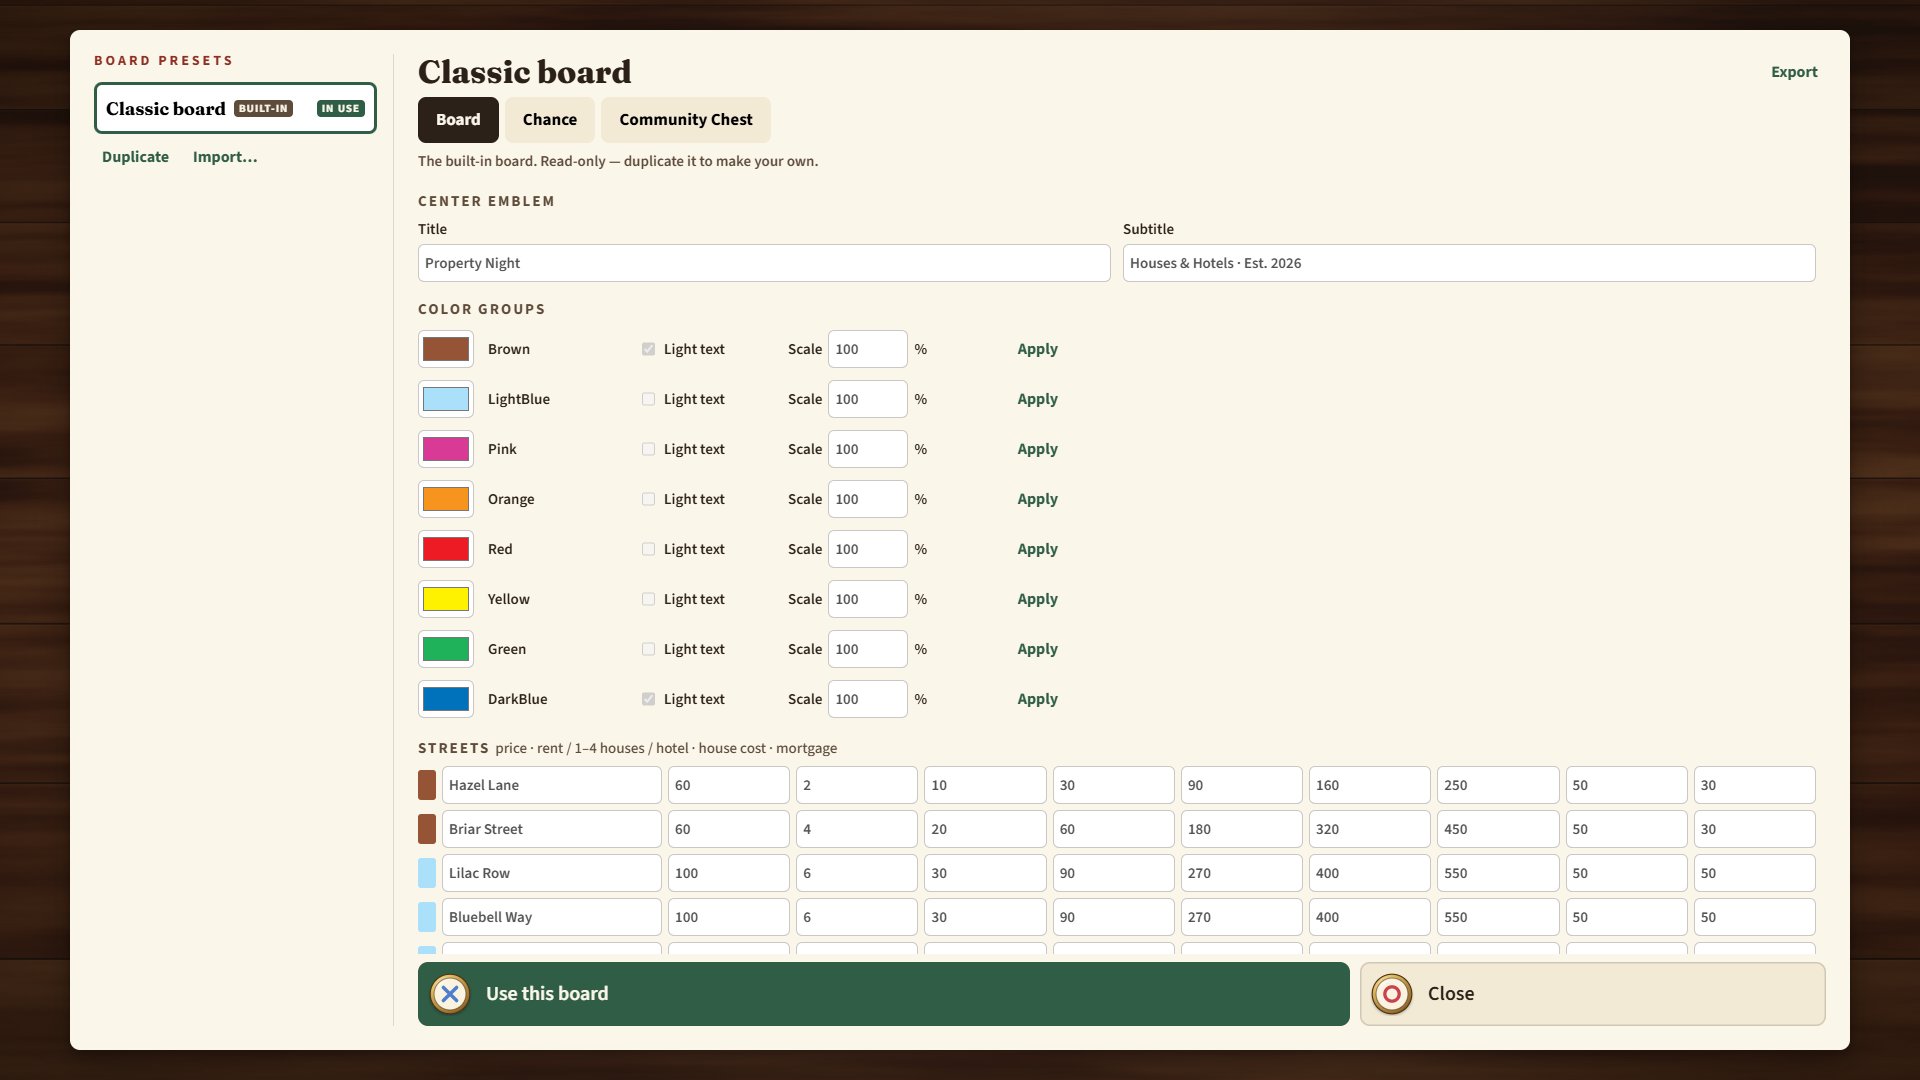 BOARD PRESETS
Classic board BUILT-IN IN USE
Duplicate Import...
Classic board
Export
Board Chance Community Chest
The built-in board. Read-only — duplicate it to make your own.
CENTER EMBLEM
Title Subtitle
Property Night Houses & Hotels · Est. 2026
COLOR GROUPS
Brown Light text Scale 100 % Apply
LightBlue Light text Scale 100 % Apply
Pink Light text Scale 100 % Apply
Orange Light text Scale 100 % Apply
Red Light text Scale 100 % Apply
Yellow Light text Scale 100 % Apply
Green Light text Scale 100 % Apply
DarkBlue Light text Scale 100 % Apply
STREETS price · rent / 1–4 houses / hotel · house cost · mortgage
Hazel Lane 60 2 10 30 90 160 250 50 30
Briar Street 60 4 20 60 180 320 450 50 30
Lilac Row 100 6 30 90 270 400 550 50 50
Bluebell Way 100 6 30 90 270 400 550 50 50
Use this board Close